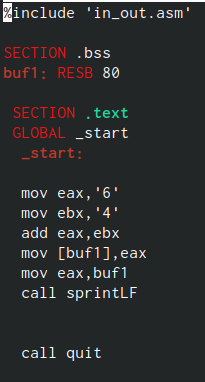 %include 'in_out.asm'
SECTION .bss
buf1: RESB 80
SECTION .text
GLOBAL _start
_start:
mov eax,'6'
mov ebx,'4'
add eax,ebx
mov [buf1],eax
mov eax,buf1
call sprintLF
call quit